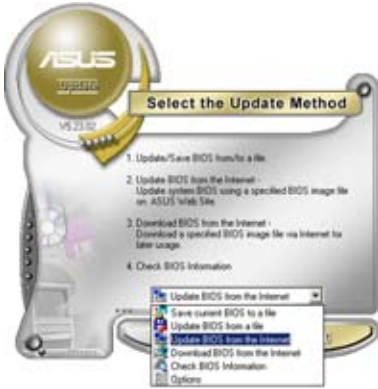 ASUS
Update
V5.23.02
Select the Update Method
1. Update/Save BIOS from/to a file.
2. Update BIOS from the Internet -
Update system BIOS using a specified BIOS image file
on ASUS Web Site.
3. Download BIOS from the Internet -
Download a specified BIOS image file via Internet for
later usage.
4. Check BIOS Information
Update BIOS from the Internet
Save current BIOS to a file
Update BIOS from a file
Update BIOS from the Internet
Download BIOS from the Internet
Check BIOS Information
Options